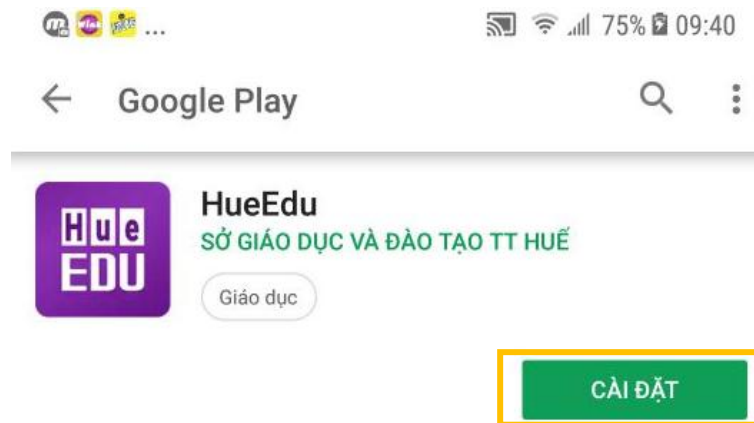 ... 75% 09:40
Google Play
Hue
EDU
HueEdu
SỞ GIÁO DỤC VÀ ĐÀO TẠO TT HUẾ
Giáo dục
CÀI ĐẶT